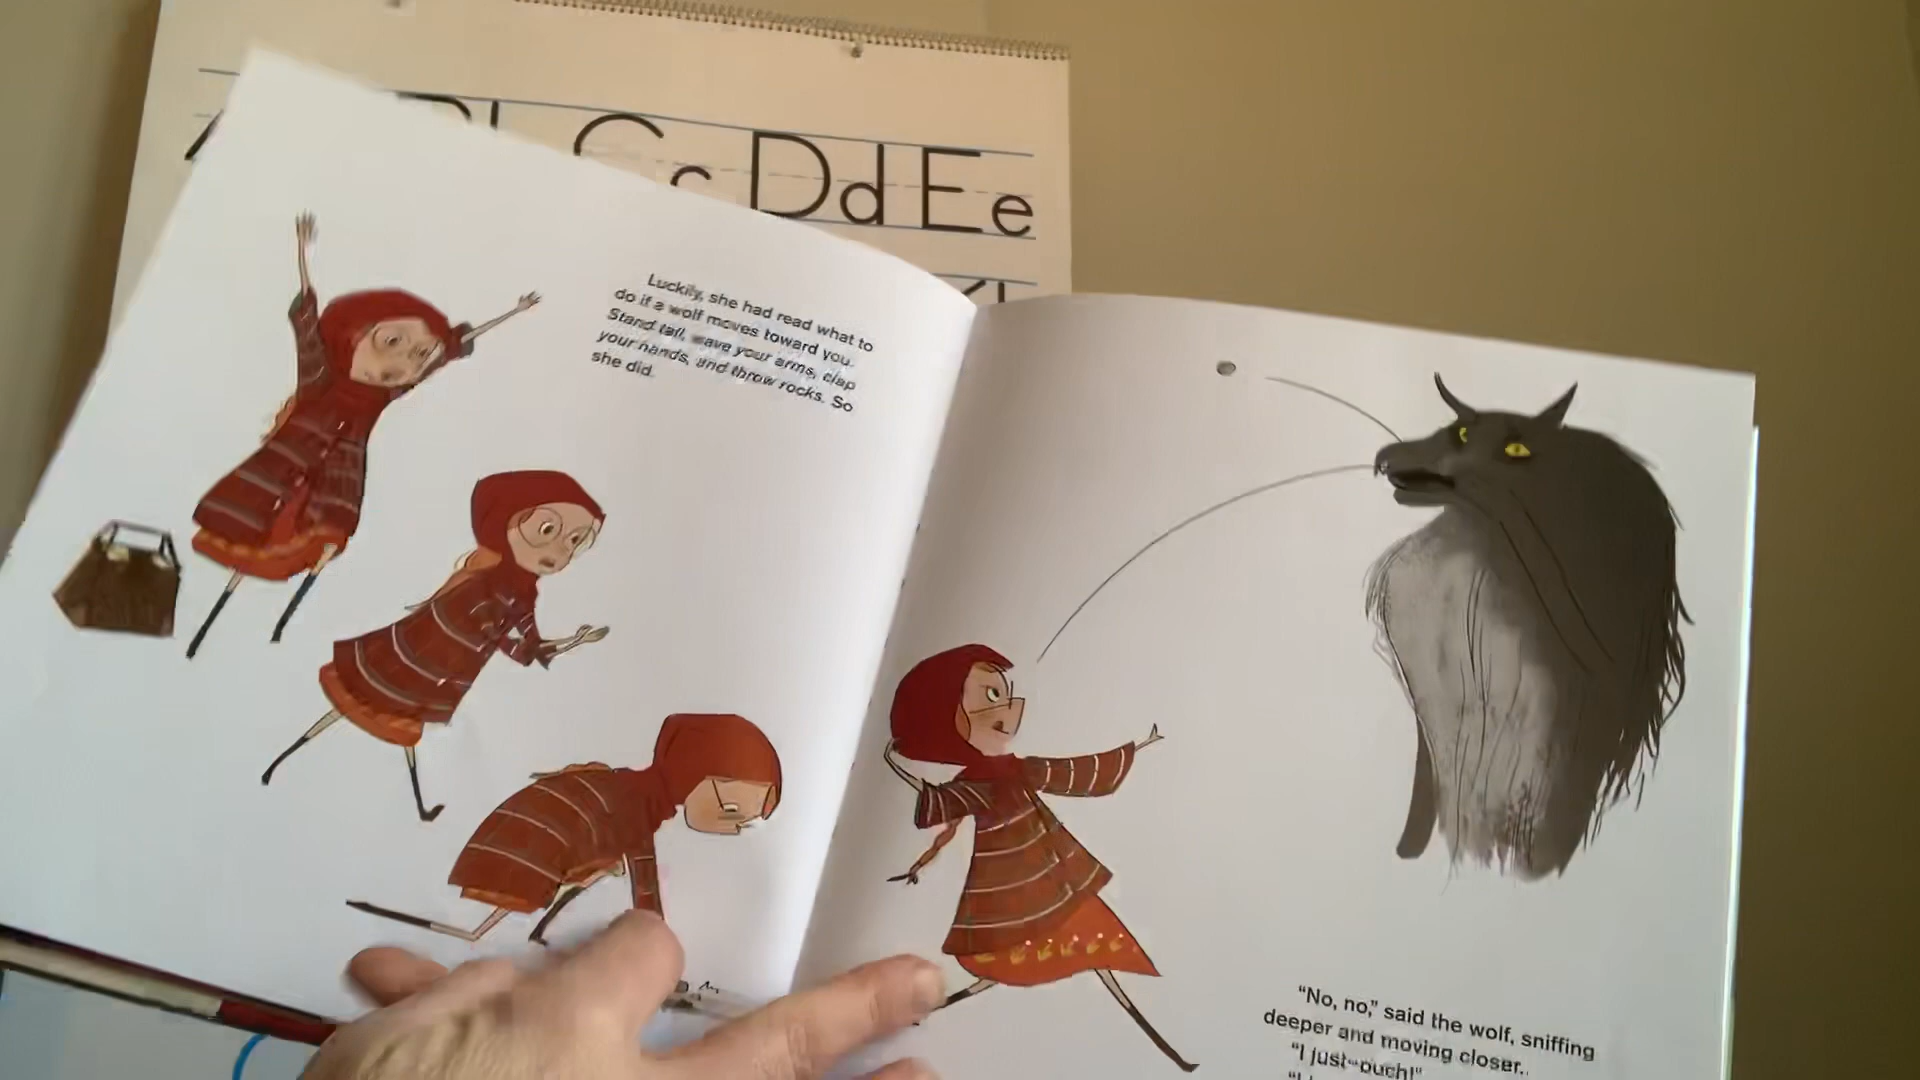 C c Dd Ee
Luckily, she had read what to
do if a wolf moves toward you.
Stand tall, wave your arms, clap
your hands, and throw rocks. So
she did.
“No, no,” said the wolf, sniffing
deeper and moving closer.
“I just—ouch!”